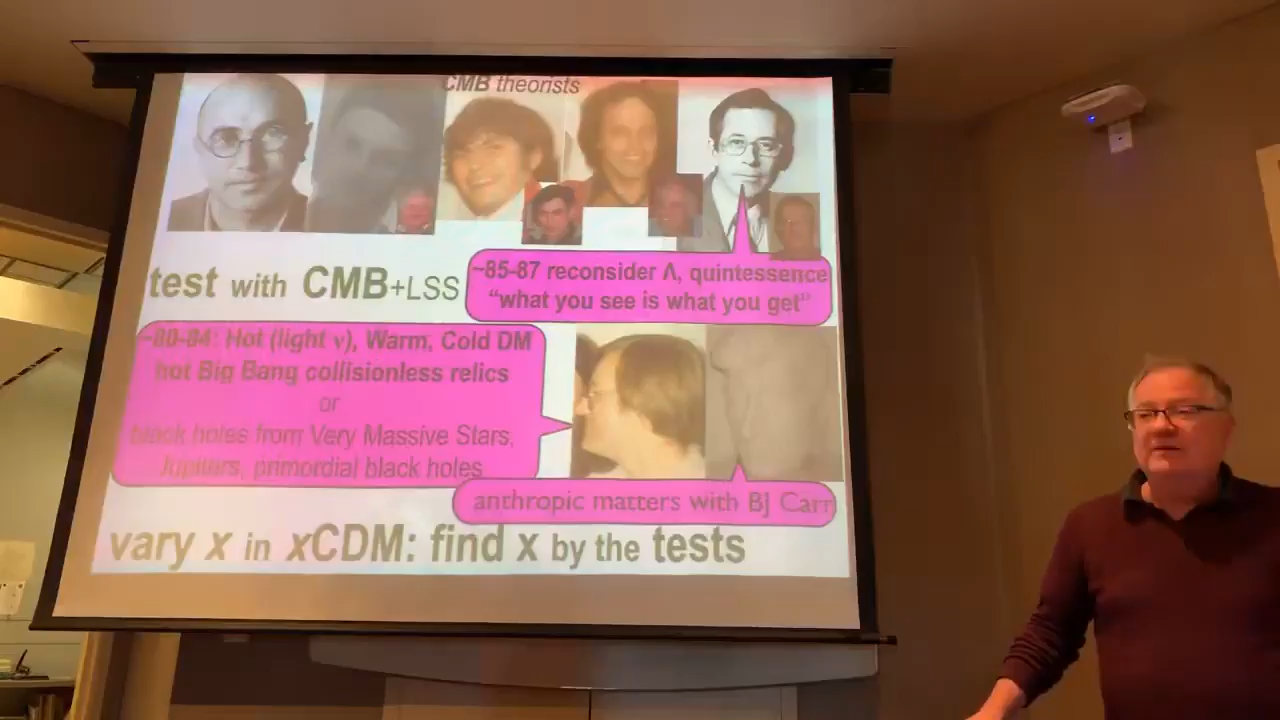 CMB theorists
test with CMB+LSS
~85-87 reconsider Λ, quintessence
“what you see is what you get”
~80-84: Hot (light ν), Warm, Cold DM
hot Big Bang collisionless relics
or
black holes from Very Massive Stars,
Jupiters, primordial black holes
anthropic matters with BJ Carr
vary x in xCDM: find x by the tests